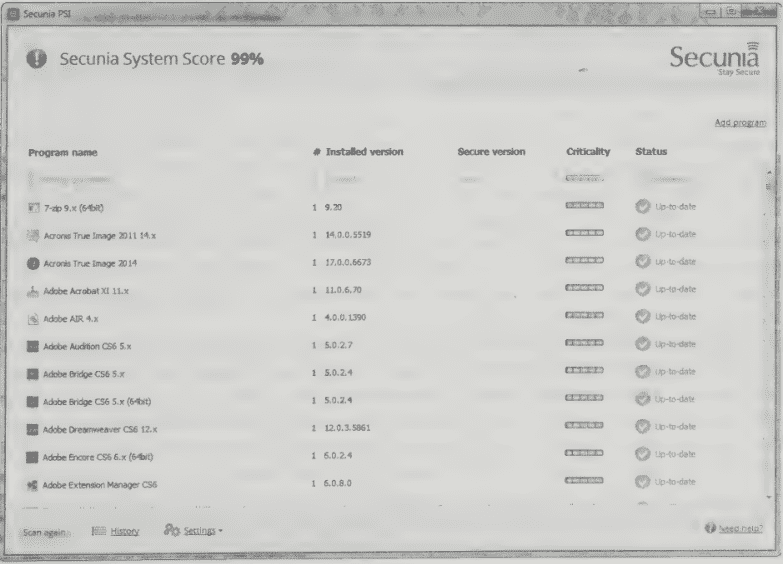 Secunia PSI
Secunia System Score 99%
Secunia
Stay Secure
Add program
Program name # Installed version Secure version Criticality Status
7-zip 9.x (64bit) 1 9.20 Up-to-date
Acronis True Image 2011 14.x 1 14.0.0.5519 Up-to-date
Acronis True Image 2014 1 17.0.0.6673 Up-to-date
Adobe Acrobat XI 11.x 1 11.0.6.70 Up-to-date
Adobe AIR 4.x 1 4.0.0.1390 Up-to-date
Adobe Audition CS6 5.x 1 5.0.2.7 Up-to-date
Adobe Bridge CS6 5.x 1 5.0.2.4 Up-to-date
Adobe Bridge CS6 5.x (64bit) 1 5.0.2.4 Up-to-date
Adobe Dreamweaver CS6 12.x 1 12.0.3.5861 Up-to-date
Adobe Encore CS6 6.x (64bit) 1 6.0.2.4 Up-to-date
Adobe Extension Manager CS6 1 6.0.8.0 Up-to-date
Scan again History Settings Need help?